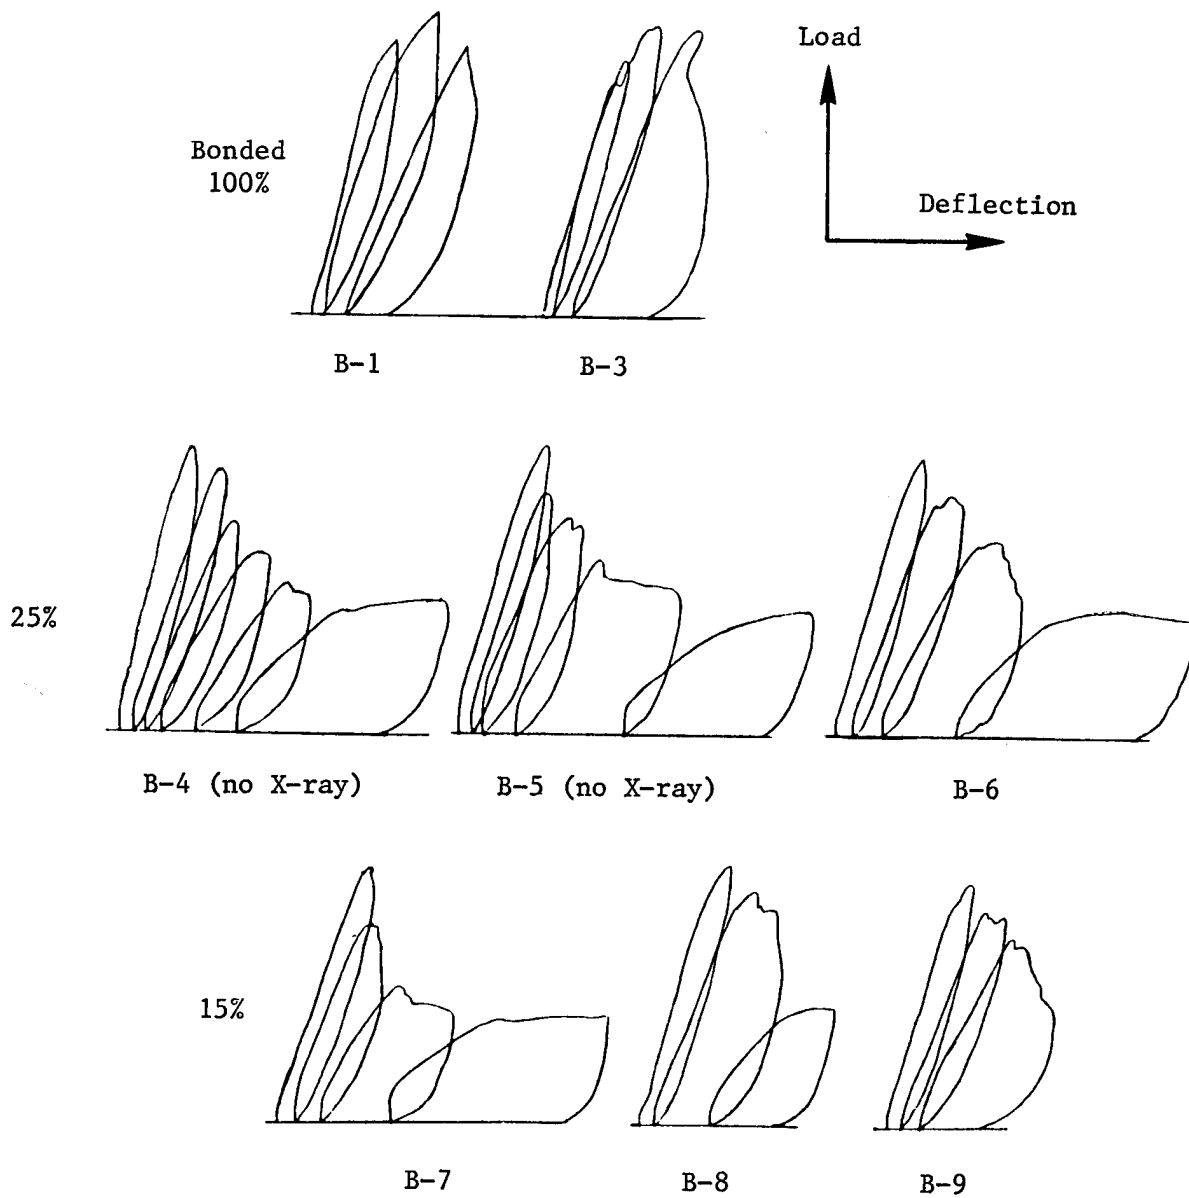 Load
Bonded
100%
Deflection
B-1
B-3
25%
B-4 (no X-ray)
B-5 (no X-ray)
B-6
15%
B-7
B-8
B-9